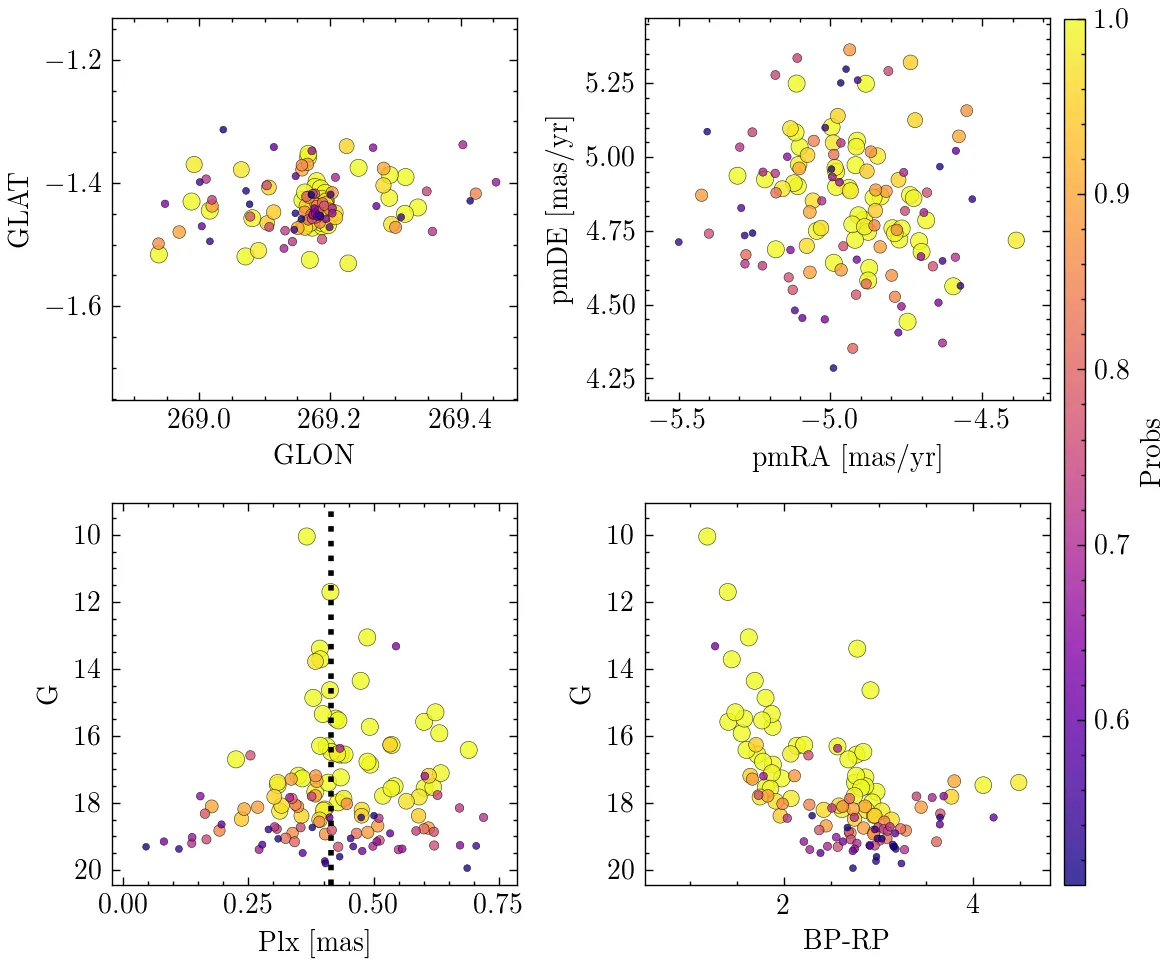 −1.2
−1.4
−1.6
GLAT
269.0 269.2 269.4
GLON
5.25
5.00
4.75
4.50
4.25
pmDE [mas/yr]
−5.5 −5.0 −4.5
pmRA [mas/yr]
10
12
14
16
18
20
G
0.00 0.25 0.50 0.75
Plx [mas]
10
12
14
16
18
20
G
2 4
BP-RP
1.0
0.9
0.8
0.7
0.6
Probs